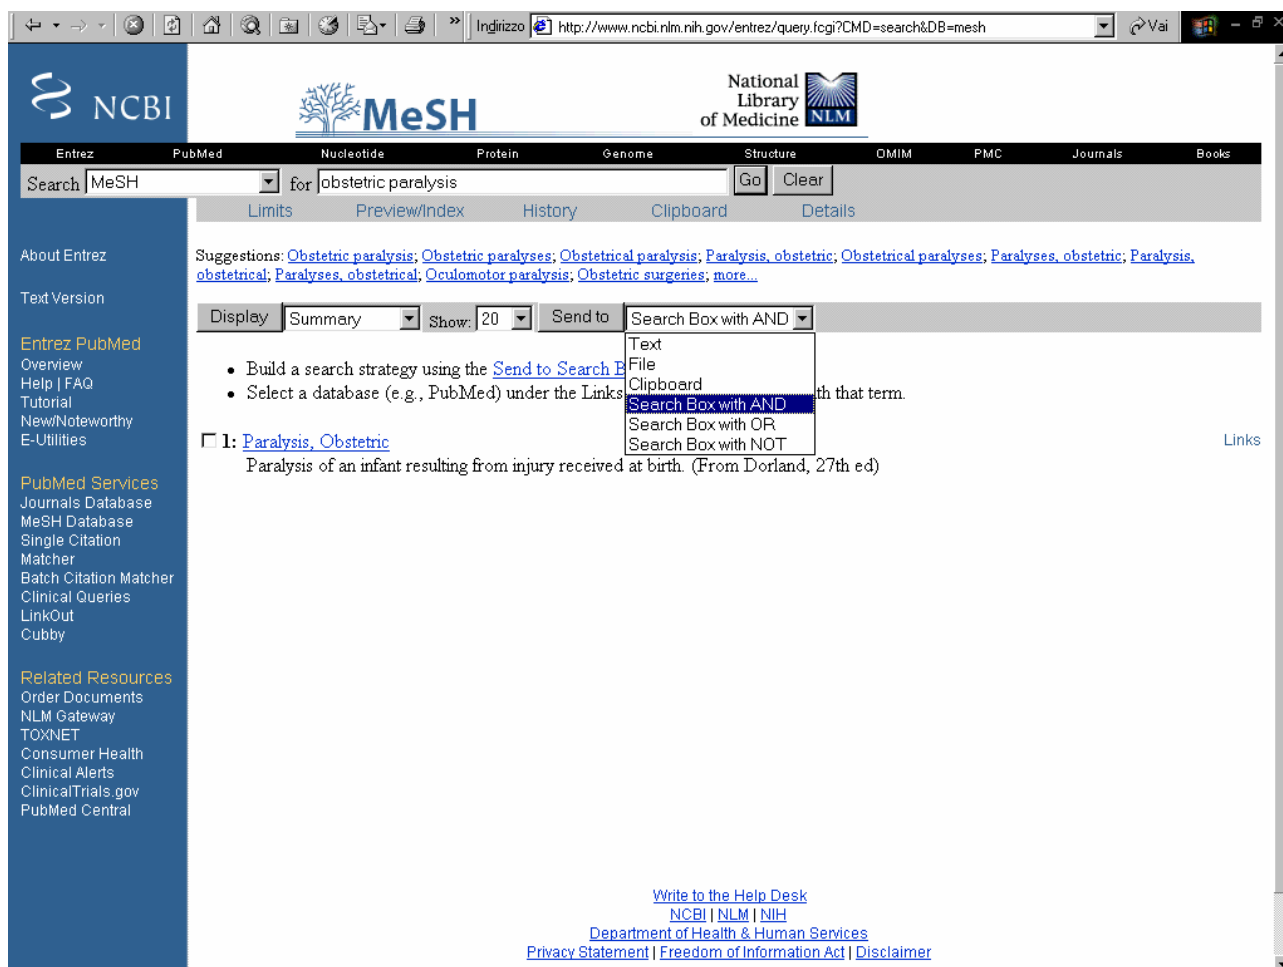 » Indirizzo http://www.ncbi.nlm.nih.gov/entrez/query.fcgi?CMD=search&DB=mesh Vai
NCBI
MeSH
National
Library
of Medicine NLM
Entrez PubMed Nucleotide Protein Genome Structure OMIM PMC Journals Books
Search MeSH for obstetric paralysis Go Clear
Limits Preview/Index History Clipboard Details
About Entrez
Text Version
Entrez PubMed
Overview
Help | FAQ
Tutorial
New/Noteworthy
E-Utilities
PubMed Services
Journals Database
MeSH Database
Single Citation
Matcher
Batch Citation Matcher
Clinical Queries
LinkOut
Cubby
Related Resources
Order Documents
NLM Gateway
TOXNET
Consumer Health
Clinical Alerts
ClinicalTrials.gov
PubMed Central
Suggestions: Obstetric paralysis; Obstetric paralyses; Obstetrical paralysis; Paralysis, obstetric; Obstetrical paralyses; Paralyses, obstetric; Paralysis,
obstetrical; Paralyses, obstetrical; Oculomotor paralysis; Obstetric surgeries; more...
Display Summary Show: 20 Send to Search Box with AND
Text
File
Clipboard
Search Box with AND
Search Box with OR
Search Box with NOT
• Build a search strategy using the Send to Search B
• Select a database (e.g., PubMed) under the Links th that term.
1: Paralysis, Obstetric Links
Paralysis of an infant resulting from injury received at birth. (From Dorland, 27th ed)
Write to the Help Desk
NCBI | NLM | NIH
Department of Health & Human Services
Privacy Statement | Freedom of Information Act | Disclaimer